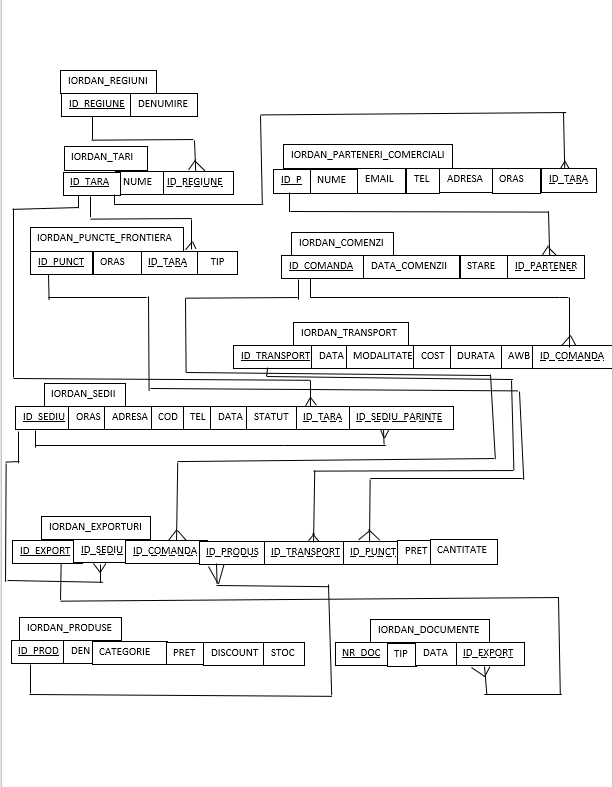 IORDAN_REGIUNI
ID_REGIUNE DENUMIRE
IORDAN_TARI
ID_TARA NUME ID_REGIUNE
IORDAN_PARTENERI_COMERCIALI
ID_P NUME EMAIL TEL ADRESA ORAS ID_TARA
IORDAN_PUNCTE_FRONTIERA
ID_PUNCT ORAS ID_TARA TIP
IORDAN_COMENZI
ID_COMANDA DATA_COMENZII STARE ID_PARTENER
IORDAN_TRANSPORT
ID_TRANSPORT DATA MODALITATE COST DURATA AWB ID_COMANDA
IORDAN_SEDII
ID_SEDIU ORAS ADRESA COD TEL DATA STATUT ID_TARA ID_SEDIU_PARINTE
IORDAN_EXPORTURI
ID_EXPORT ID_SEDIU ID_COMANDA ID_PRODUS ID_TRANSPORT ID_PUNCT PRET CANTITATE
IORDAN_PRODUSE
ID_PROD DEN CATEGORIE PRET DISCOUNT STOC
IORDAN_DOCUMENTE
NR_DOC TIP DATA ID_EXPORT